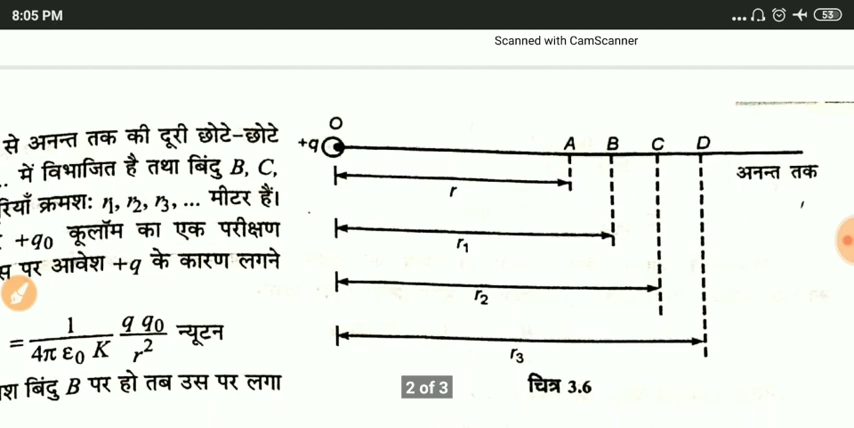 8:05 PM
53
Scanned with CamScanner
से अनन्त तक की दूरी छोटे-छोटे
.. में विभाजित है तथा बिंदु B, C,
रियाँ क्रमशः r₁, r₂, r₃, ... मीटर हैं।
+q₀ कूलॉम का एक परीक्षण
स पर आवेश +q के कारण लगने
= 1/4π ε₀ K q q₀/r² न्यूटन
श बिंदु B पर हो तब उस पर लगा
O
+q A B C D
अनन्त तक
r
r₁
r₂
r₃
2 of 3 चित्र 3.6